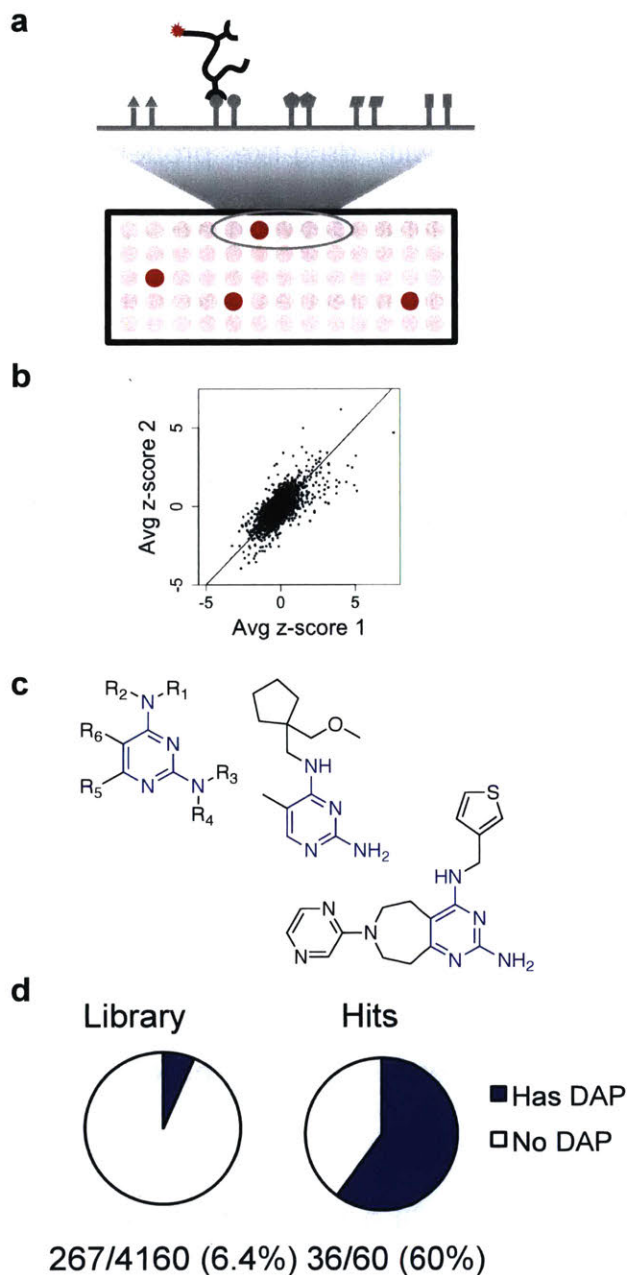 a
b
Avg z-score 2
5
0
-5
-5
0
5
Avg z-score 1
c
R2
N
R1
R6
N
R5
N
N
R3
R4
O
NH
N
N
NH2
S
HN
N
N
N
N
N
NH2
d
Library
Hits
Has DAP
No DAP
267/4160 (6.4%) 36/60 (60%)